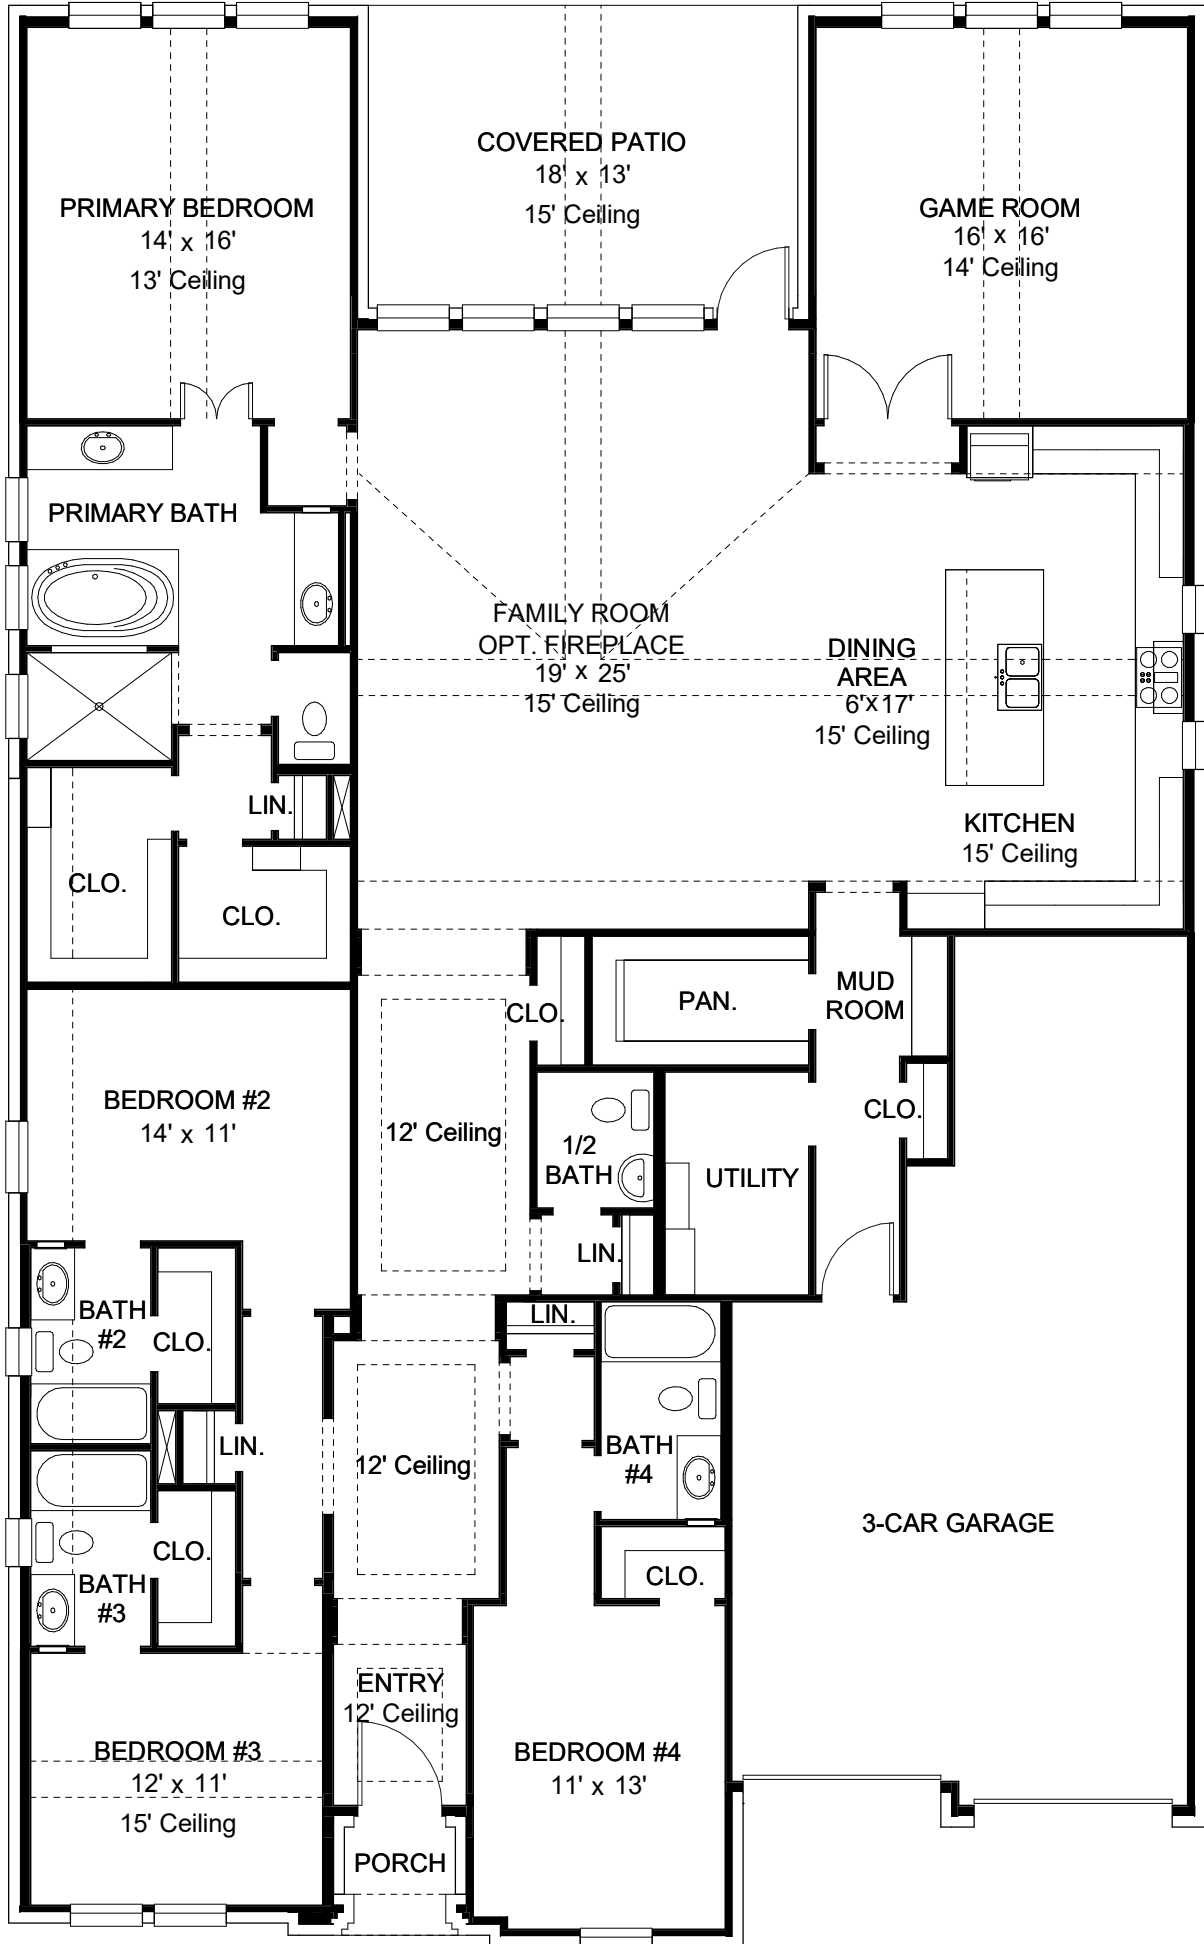 COVERED PATIO
18' x 13'
15' Ceiling
PRIMARY BEDROOM
14' x 16'
13' Ceiling
GAME ROOM
16' x 16'
14' Ceiling
PRIMARY BATH
FAMILY ROOM
OPT. FIREPLACE
19' x 25'
15' Ceiling
DINING
AREA
6'x17'
15' Ceiling
LIN.
KITCHEN
15' Ceiling
CLO.
CLO.
MUD
ROOM
PAN.
CLO.
BEDROOM #2
14' x 11'
12' Ceiling
CLO.
1/2
BATH
UTILITY
LIN.
LIN.
BATH
#2
CLO.
LIN.
12' Ceiling
BATH
#4
3-CAR GARAGE
CLO.
BATH
#3
CLO.
ENTRY
12' Ceiling
BEDROOM #3
12' x 11'
15' Ceiling
BEDROOM #4
11' x 13'
PORCH